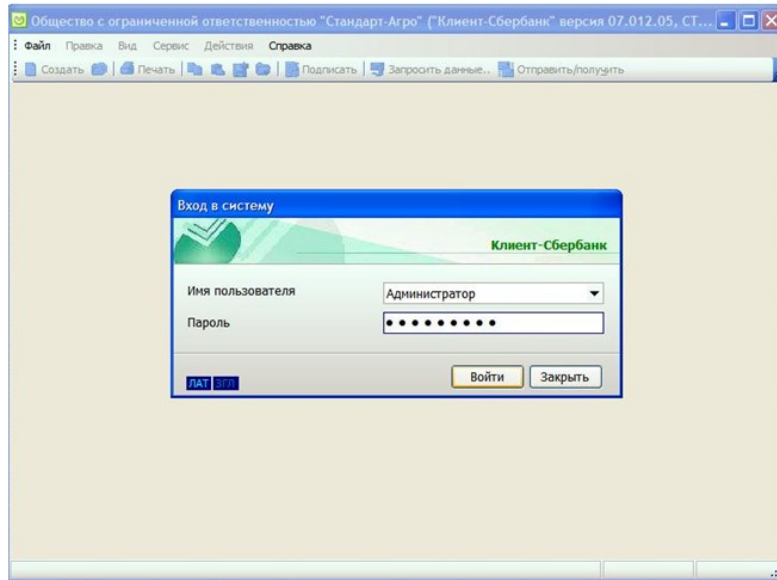 Общество с ограниченной ответственностью "Стандарт-Агро" ("Клиент-Сбербанк" версия 07.012.05, СТ...
Файл Правка Вид Сервис Действия Справка
Создать Печать Подписать Запросить данные.. Отправить/получить
Вход в систему
Клиент-Сбербанк
Имя пользователя Администратор
Пароль
ЛАТ ЗГЛ Войти Закрыть